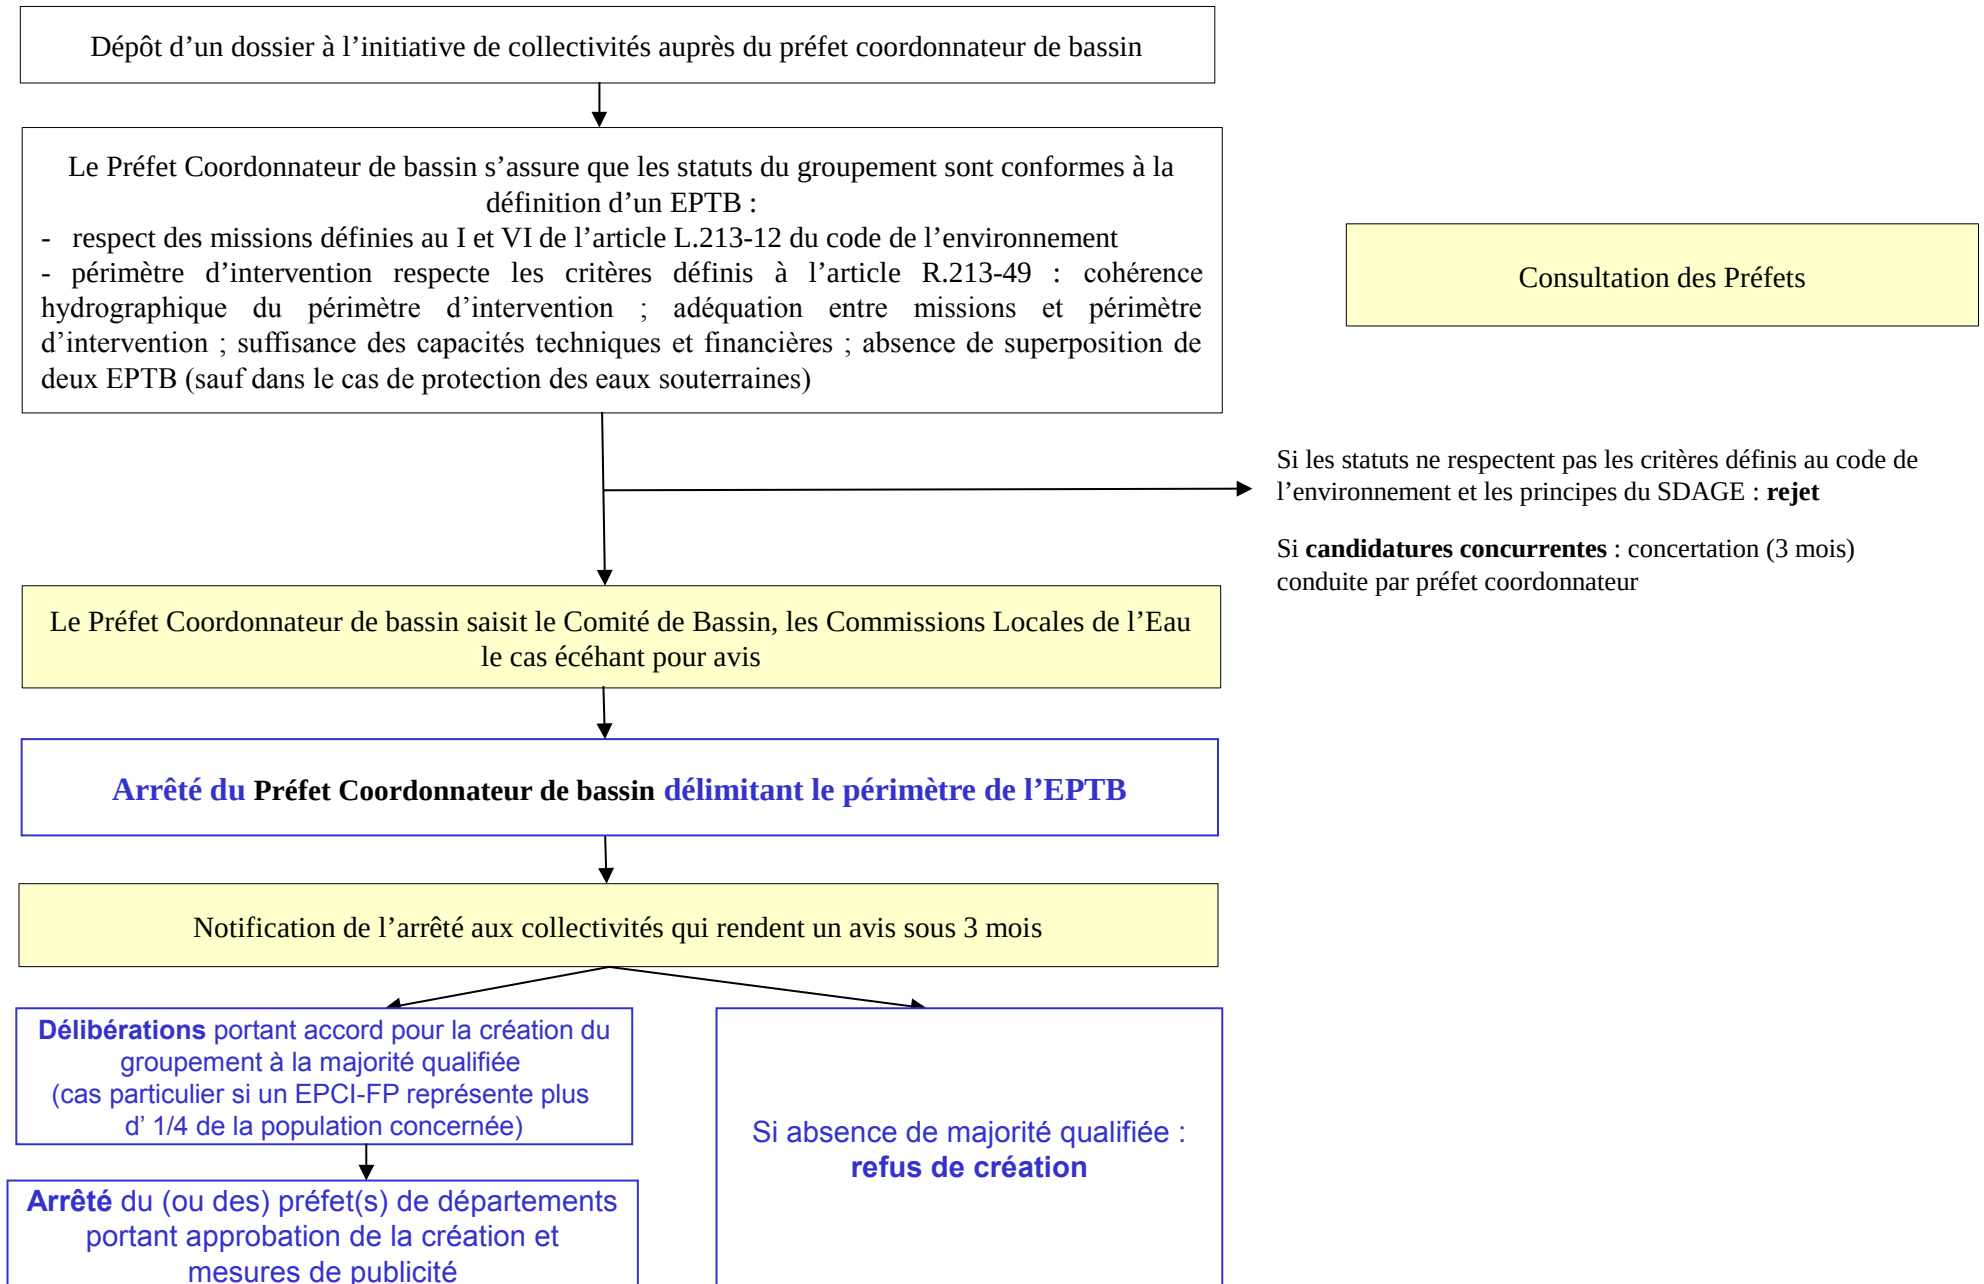 Dépôt d’un dossier à l’initiative de collectivités auprès du préfet coordonnateur de bassin
Le Préfet Coordonnateur de bassin s’assure que les statuts du groupement sont conformes à la
définition d’un EPTB :
- respect des missions définies au I et VI de l’article L.213-12 du code de l’environnement
- périmètre d’intervention respecte les critères définis à l’article R.213-49 : cohérence
hydrographique du périmètre d’intervention ; adéquation entre missions et périmètre
d’intervention ; suffisance des capacités techniques et financières ; absence de superposition de
deux EPTB (sauf dans le cas de protection des eaux souterraines)
Consultation des Préfets
Si les statuts ne respectent pas les critères définis au code de
l’environnement et les principes du SDAGE : rejet
Si candidatures concurrentes : concertation (3 mois)
conduite par préfet coordonnateur
Le Préfet Coordonnateur de bassin saisit le Comité de Bassin, les Commissions Locales de l’Eau
le cas écéhant pour avis
Arrêté du Préfet Coordonnateur de bassin délimitant le périmètre de l’EPTB
Notification de l’arrêté aux collectivités qui rendent un avis sous 3 mois
Délibérations portant accord pour la création du
groupement à la majorité qualifiée
(cas particulier si un EPCI-FP représente plus
d’ 1/4 de la population concernée)
Si absence de majorité qualifiée :
refus de création
Arrêté du (ou des) préfet(s) de départements
portant approbation de la création et
mesures de publicité